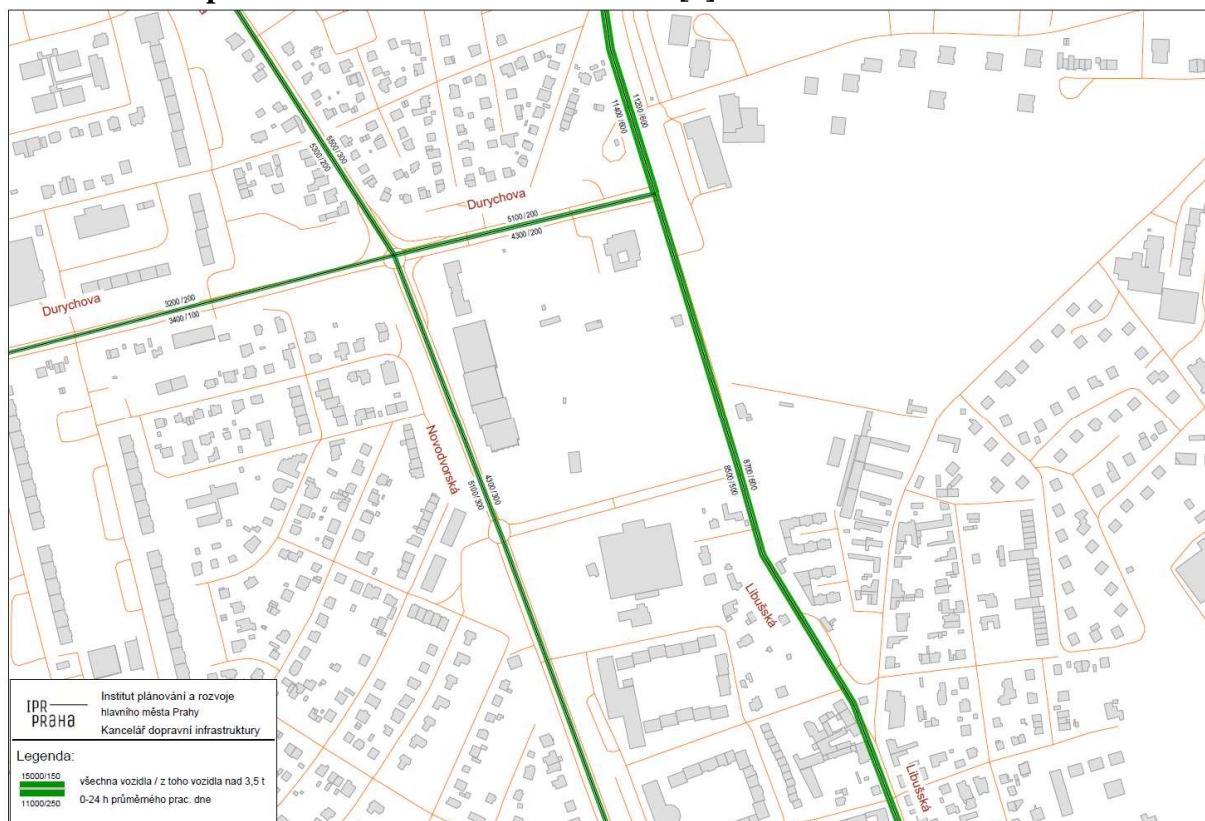 11200 / 600
11400 / 600
5500 / 300
5300 / 200
Durychova
5100 / 200
4300 / 200
Durychova
3200 / 200
3400 / 100
Novodvorská
4300 / 300
5100 / 300
8700 / 600
8500 / 500
Libušská
Libušská
IPR
PRAHA
Institut plánování a rozvoje
hlavního města Prahy
Kancelář dopravní infrastruktury
Legenda:
15000/150
11000/250
všechna vozidla / z toho vozidla nad 3,5 t
0-24 h průměrného prac. dne